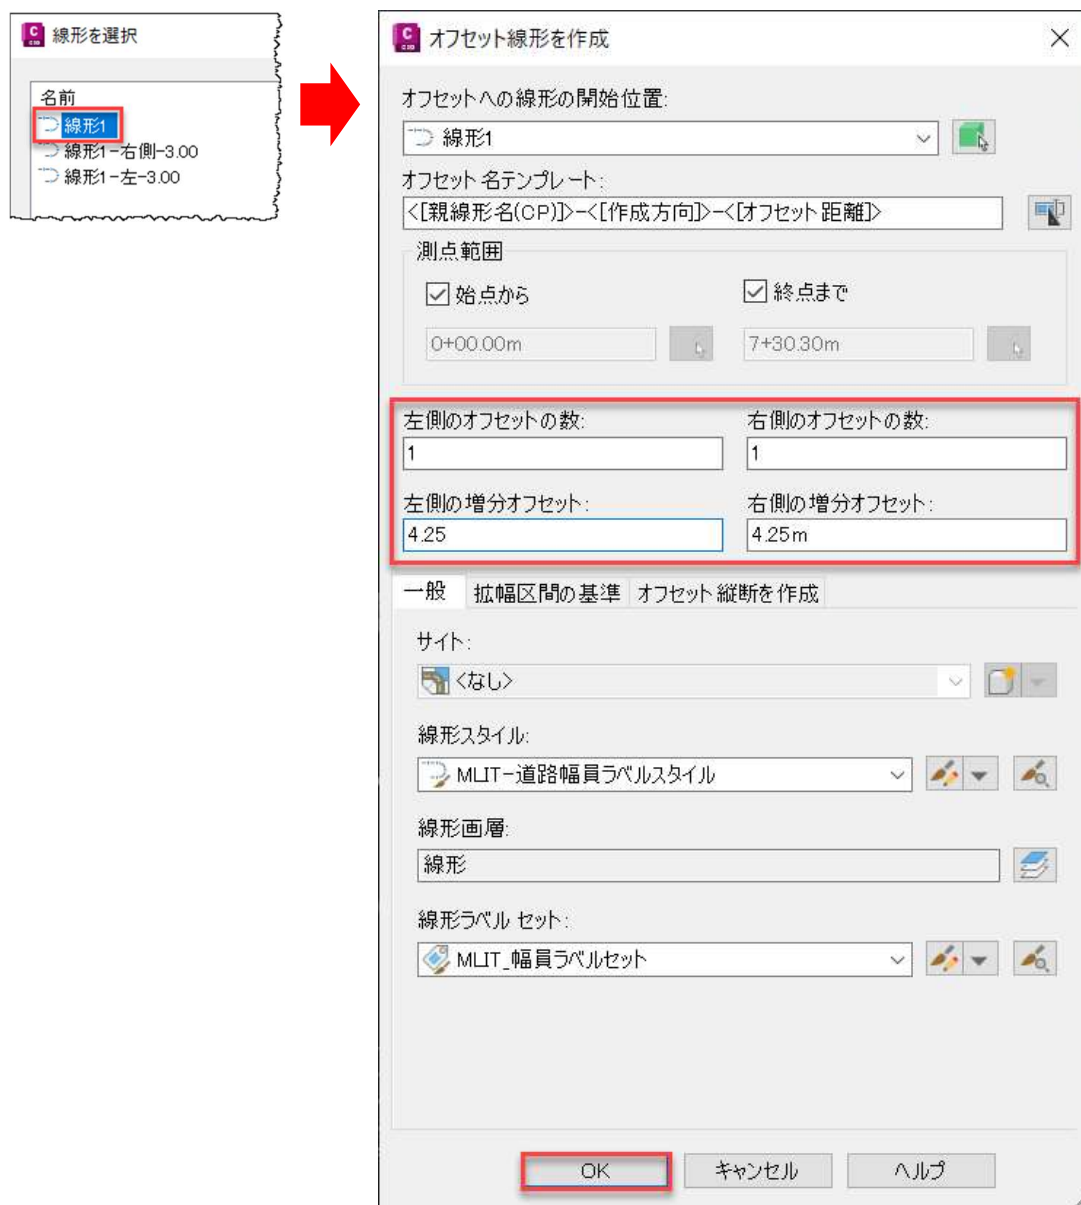 線形を選択
名前
線形1
線形1-右側-3.00
線形1-左-3.00
オフセット線形を作成
オフセットへの線形の開始位置:
線形1
オフセット名テンプレート:
<[親線形名(CP)]>-<[作成方向]>-<[オフセット距離]>
測点範囲
始点から 終点まで
0+00.00m 7+30.30m
左側のオフセットの数: 右側のオフセットの数:
1 1
左側の増分オフセット: 右側の増分オフセット:
4.25 4.25m
一般 拡幅区間の基準 オフセット縦断を作成
サイト:
<なし>
線形スタイル:
MLIT-道路幅員ラベルスタイル
線形画層:
線形
線形ラベル セット:
MLIT_幅員ラベルセット
OK キャンセル ヘルプ